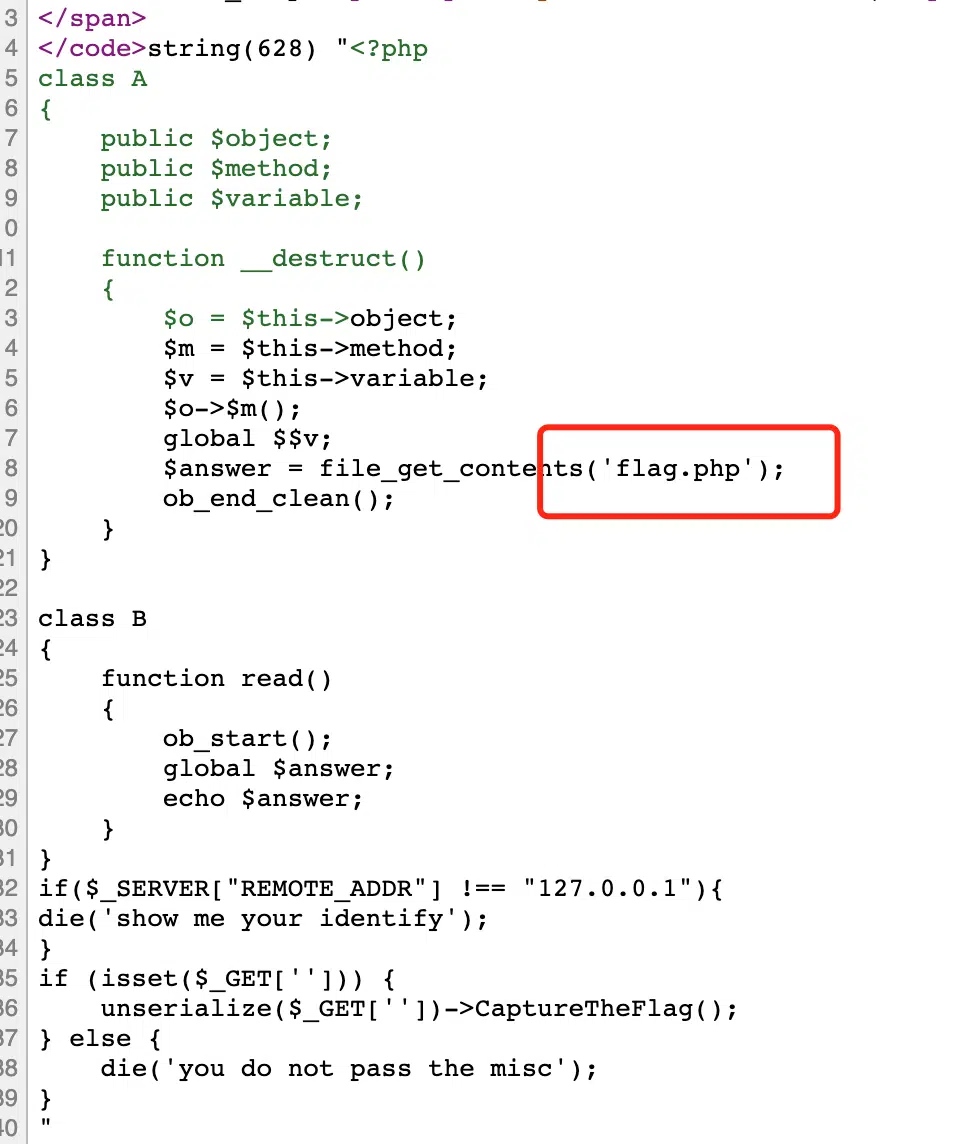 3 </span>
4 </code>string(628) "<?php
5 class A
6 {
7     public $object;
8     public $method;
9     public $variable;
0
11     function __destruct()
2     {
3         $o = $this->object;
4         $m = $this->method;
5         $v = $this->variable;
6         $o->$m();
7         global $$v;
8         $answer = file_get_contents('flag.php');
9         ob_end_clean();
20     }
21 }
22
23 class B
24 {
25     function read()
26     {
27         ob_start();
28         global $answer;
29         echo $answer;
30     }
31 }
32 if($_SERVER["REMOTE_ADDR"] !== "127.0.0.1"){
33 die('show me your identify');
34 }
35 if (isset($_GET[''])) {
36     unserialize($_GET[''])->CaptureTheFlag();
37 } else {
38     die('you do not pass the misc');
39 }
40 "